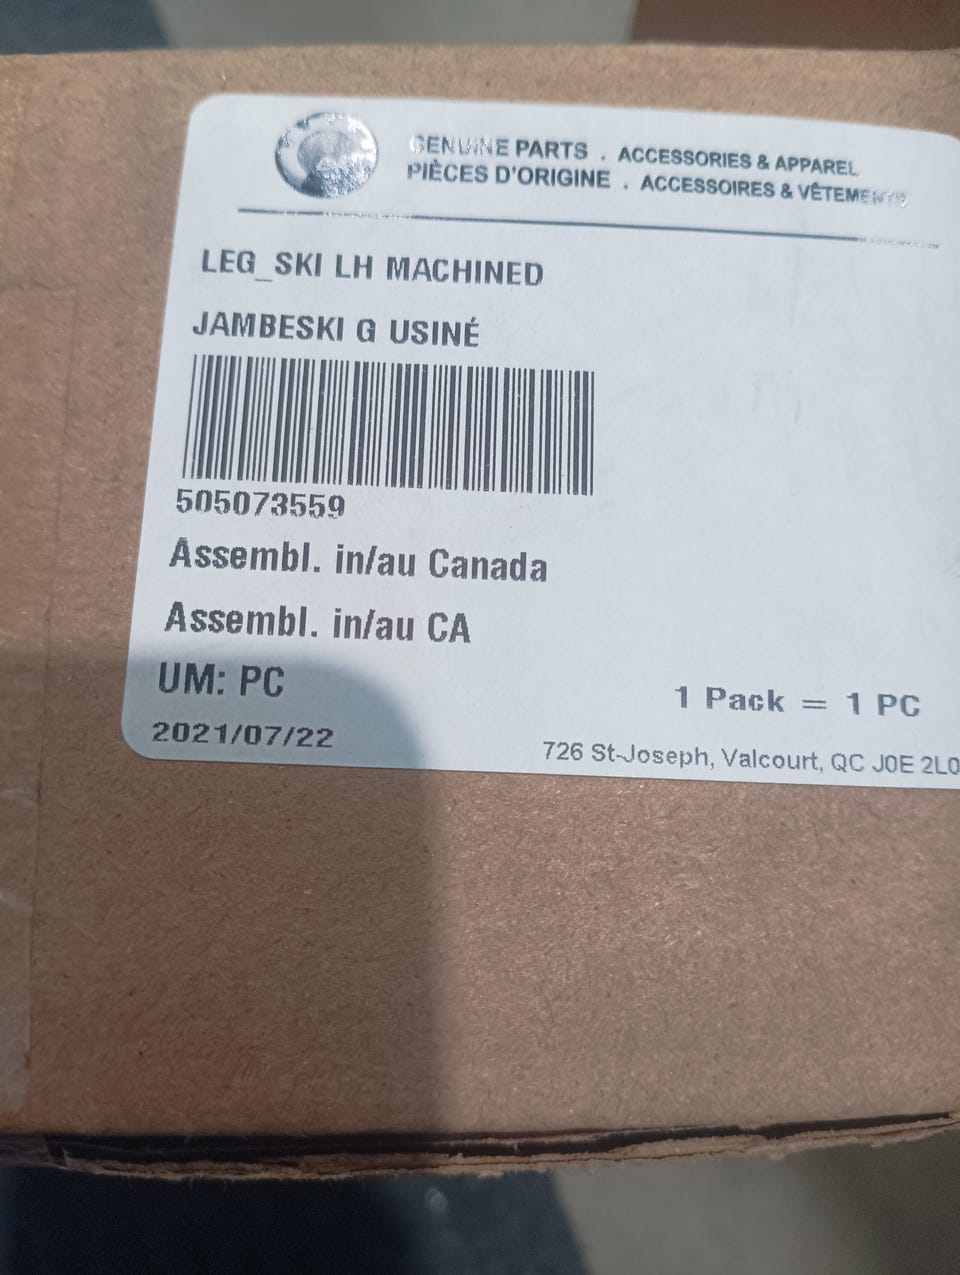 GENUINE PARTS . ACCESSORIES & APPAREL
PIÈCES D'ORIGINE . ACCESSOIRES & VÊTEMENTS
LEG_SKI LH MACHINED
JAMBESKI G USINÉ
505073559
Assembl. in/au Canada
Assembl. in/au CA
UM: PC
1 Pack = 1 PC
2021/07/22
726 St-Joseph, Valcourt, QC J0E 2L0